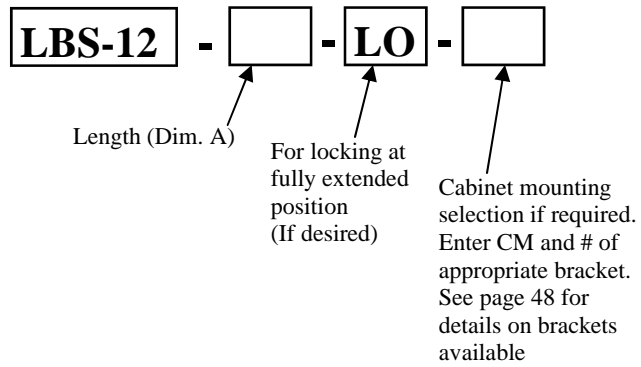 LBS-12 - - LO -
Length (Dim. A)
For locking at
fully extended
position
(If desired)
Cabinet mounting
selection if required.
Enter CM and # of
appropriate bracket.
See page 48 for
details on brackets
available